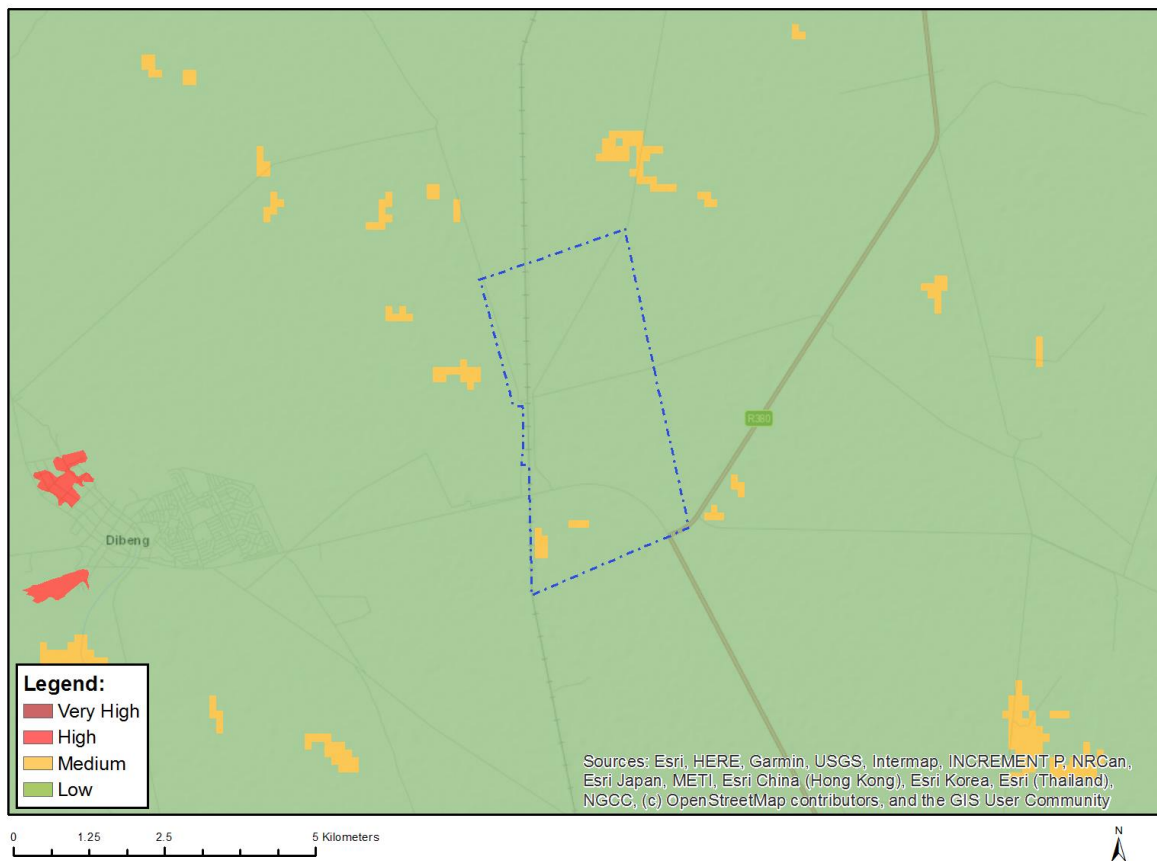 R380
Dibeng
Legend:
Very High
High
Medium
Low
Sources: Esri, HERE, Garmin, USGS, Intermap, INCREMENT P, NRCan,
Esri Japan, METI, Esri China (Hong Kong), Esri Korea, Esri (Thailand),
NGCC, (c) OpenStreetMap contributors, and the GIS User Community
0 1.25 2.5 5 Kilometers
N